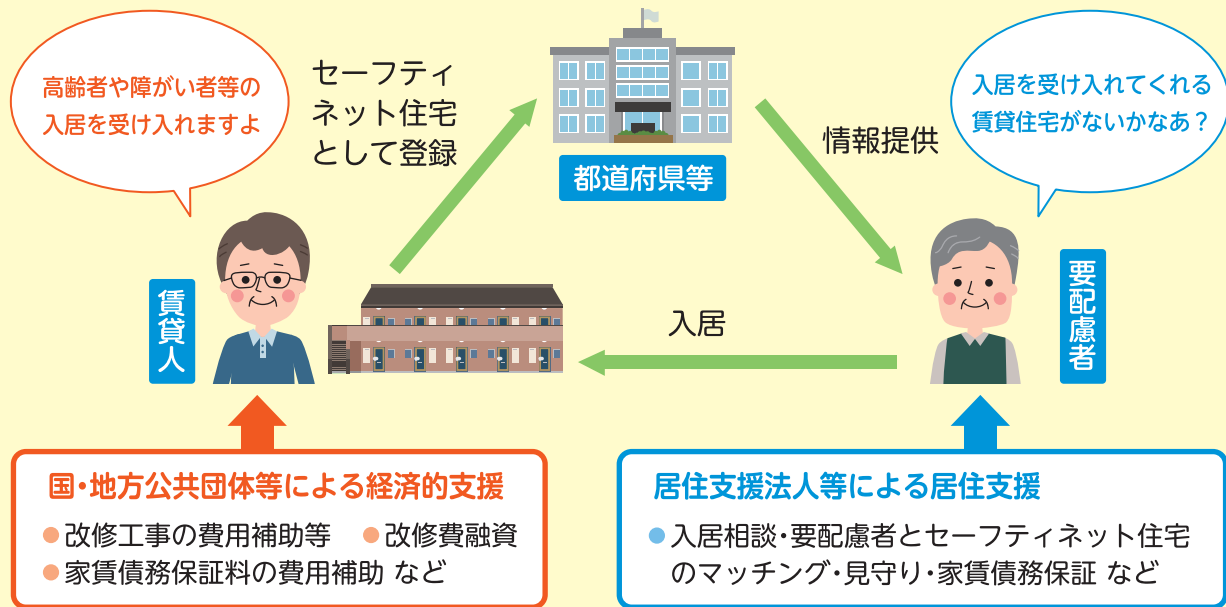 高齢者や障がい者等の
入居を受け入れますよ
セーフティ
ネット住宅
として登録
都道府県等
情報提供
入居を受け入れてくれる
賃貸住宅がないかなあ？
賃貸人
入居
要配慮者
国・地方公共団体等による経済的支援
● 改修工事の費用補助等 ● 改修費融資
● 家賃債務保証料の費用補助 など
居住支援法人等による居住支援
● 入居相談・要配慮者とセーフティネット住宅
のマッチング・見守り・家賃債務保証 など